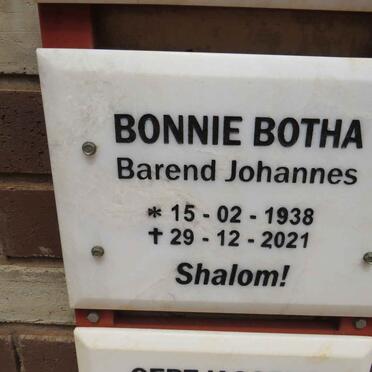 BONNIE BOTHA
Barend Johannes
* 15 - 02 - 1938
✝ 29 - 12 - 2021
Shalom!